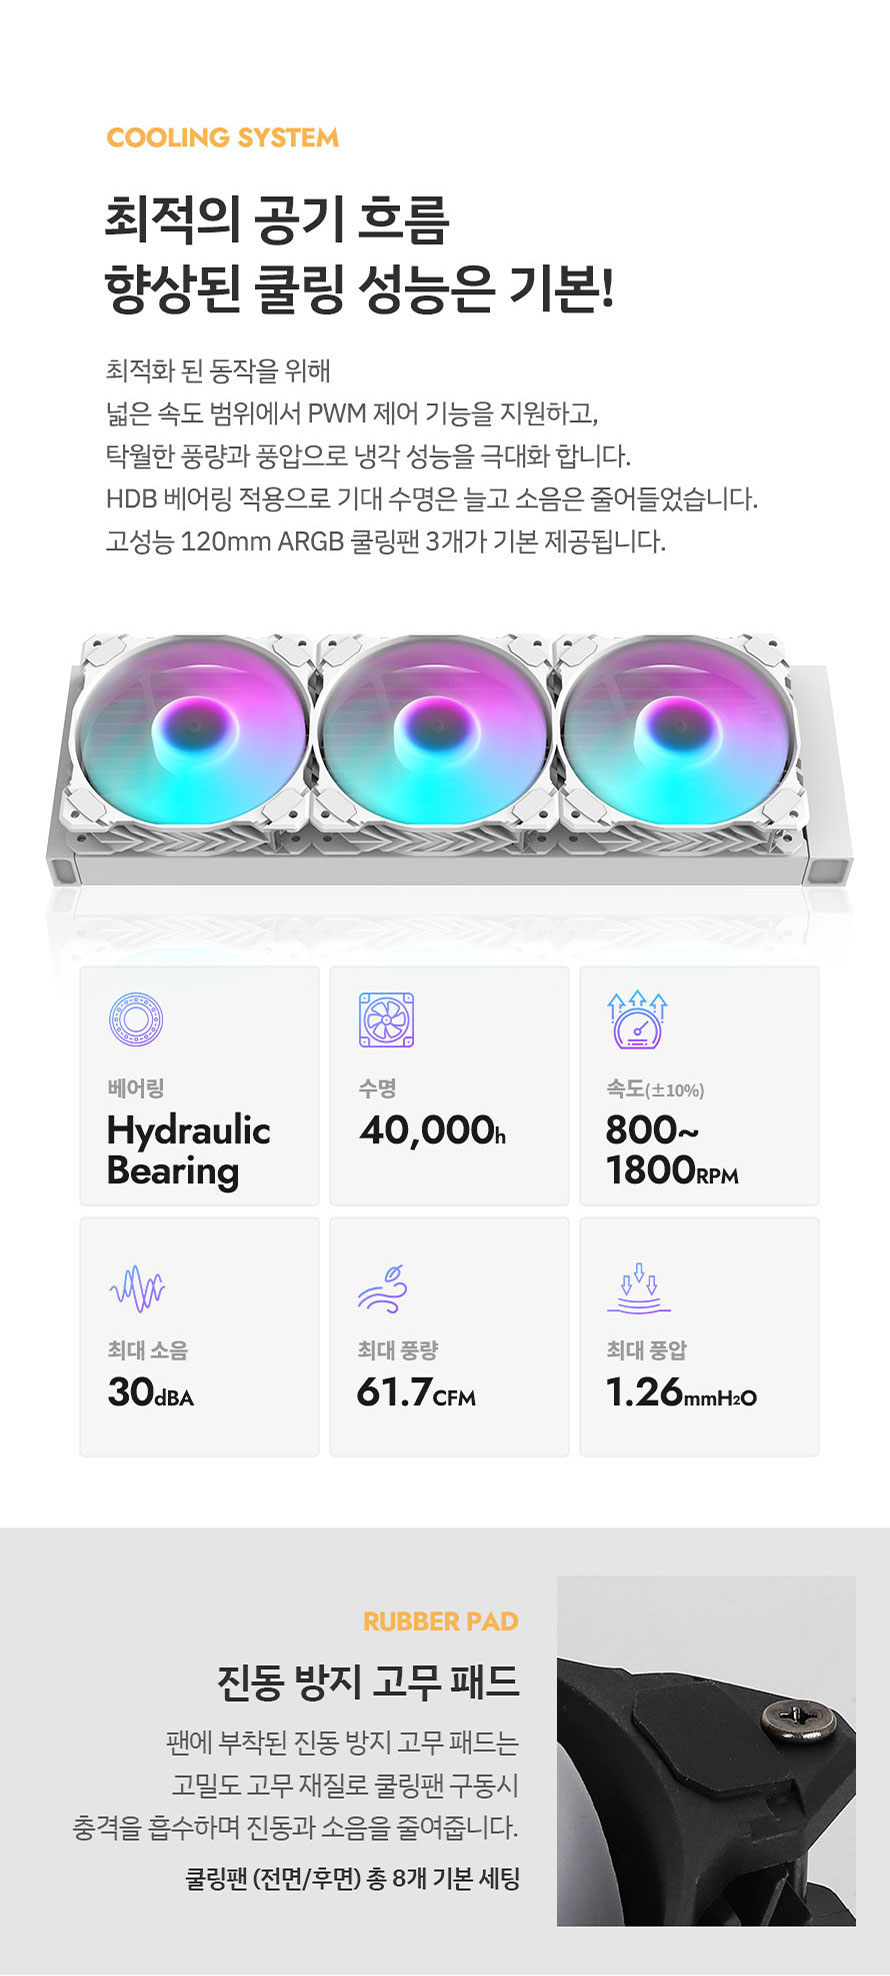 COOLING SYSTEM
최적의 공기 흐름
향상된 쿨링 성능은 기본!
최적화 된 동작을 위해
넓은 속도 범위에서 PWM 제어 기능을 지원하고,
탁월한 풍량과 풍압으로 냉각 성능을 극대화 합니다.
HDB 베어링 적용으로 기대 수명은 늘고 소음은 줄어들었습니다.
고성능 120mm ARGB 쿨링팬 3개가 기본 제공됩니다.
베어링
Hydraulic
Bearing
수명
40,000h
속도(±10%)
800~
1800RPM
최대 소음
30dBA
최대 풍량
61.7CFM
최대 풍압
1.26mmH₂O
RUBBER PAD
진동 방지 고무 패드
팬에 부착된 진동 방지 고무 패드는
고밀도 고무 재질로 쿨링팬 구동시
충격을 흡수하며 진동과 소음을 줄여줍니다.
쿨링팬 (전면/후면) 총 8개 기본 세팅